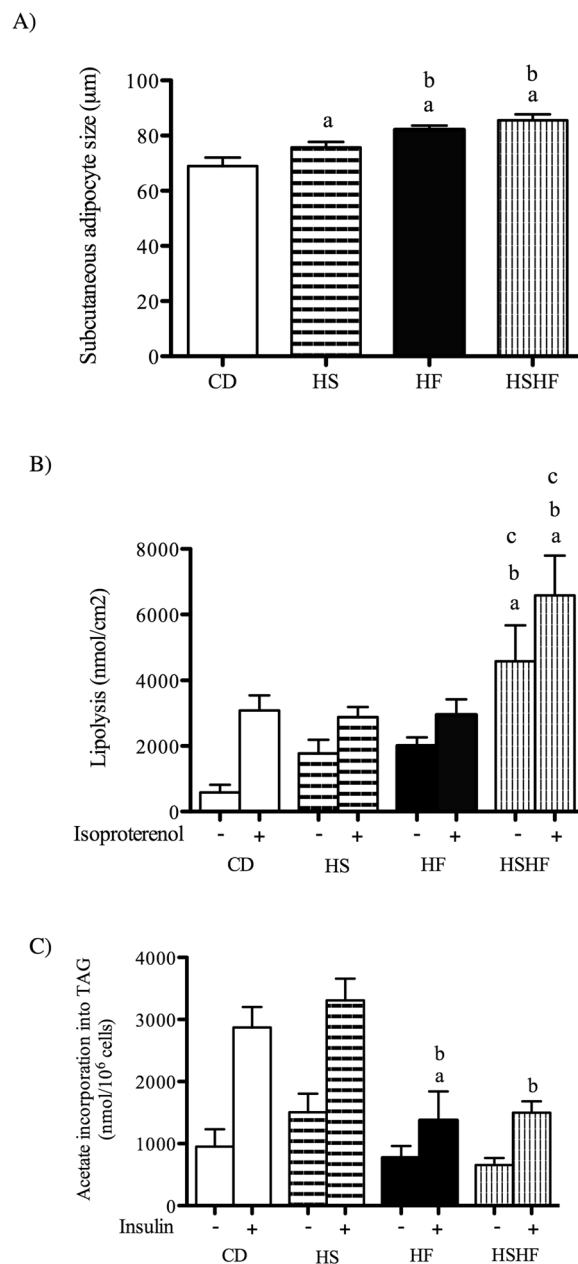 A)
Subcutaneous adipocyte size (μm)
100
80
60
40
20
0
a
b
a
b
a
CD HS HF HSHF
B)
Lipolysis (nmol/cm2)
8000
6000
4000
2000
0
c
b
a
c
b
a
Isoproterenol - + - + - + - +
CD HS HF HSHF
C)
Acetate incorporation into TAG
(nmol/10⁶ cells)
4000
3000
2000
1000
0
b
a
b
Insulin - + - + - + - +
CD HS HF HSHF